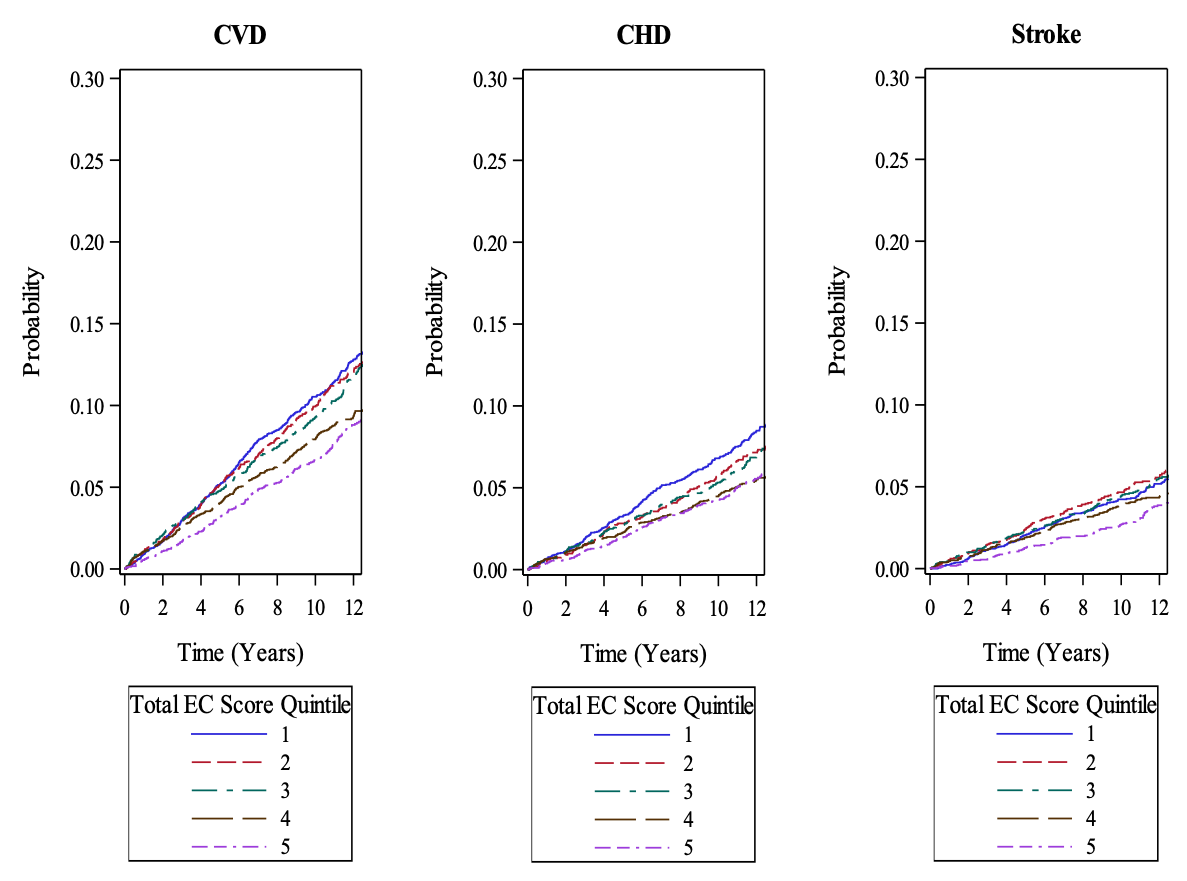 CVD
0.30
0.25
0.20
0.15
0.10
0.05
0.00
Probability
0 2 4 6 8 10 12
Time (Years)
Total EC Score Quintile
1
2
3
4
5
CHD
0.30
0.25
0.20
0.15
0.10
0.05
0.00
Probability
0 2 4 6 8 10 12
Time (Years)
Total EC Score Quintile
1
2
3
4
5
Stroke
0.30
0.25
0.20
0.15
0.10
0.05
0.00
Probability
0 2 4 6 8 10 12
Time (Years)
Total EC Score Quintile
1
2
3
4
5